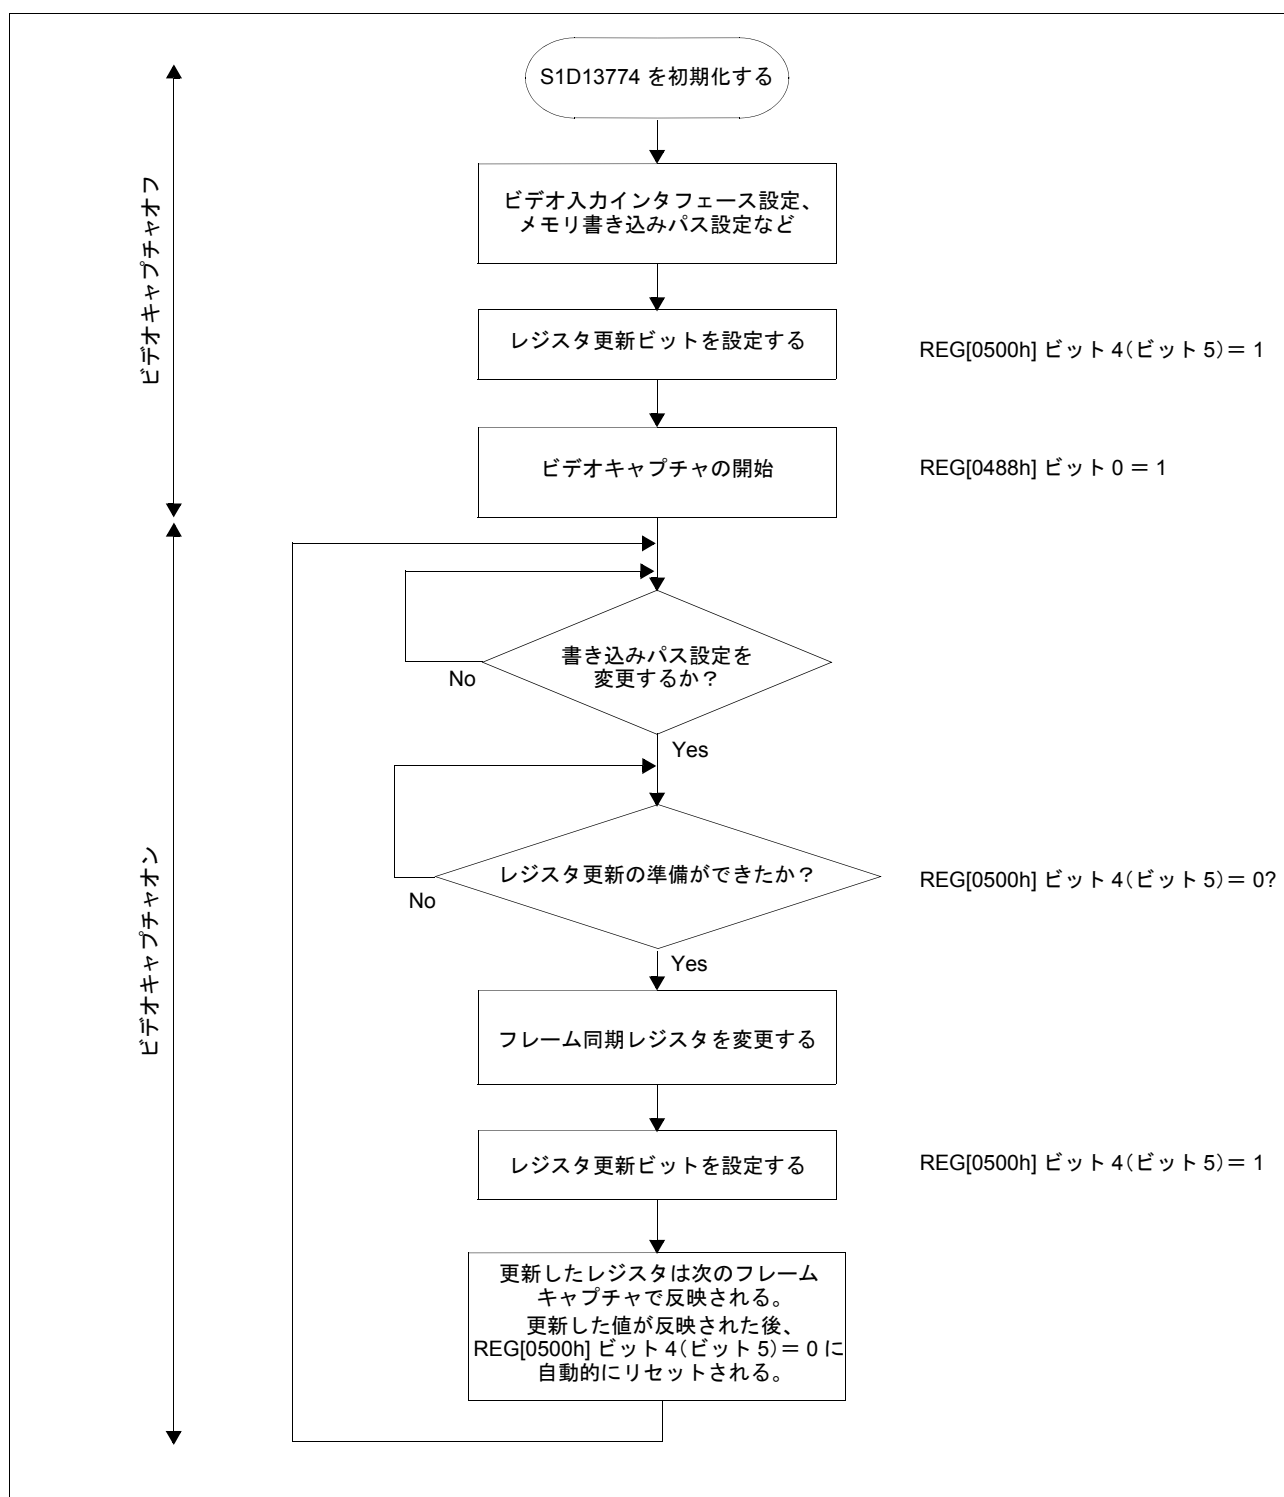 S1D13774 を初期化する
ビデオ入力インタフェース設定、
メモリ書き込みパス設定など
レジスタ更新ビットを設定する
REG[0500h] ビット 4(ビット 5)= 1
ビデオキャプチャオフ
ビデオキャプチャの開始
REG[0488h] ビット 0 = 1
書き込みパス設定を
変更するか?
No
Yes
レジスタ更新の準備ができたか?
REG[0500h] ビット 4(ビット 5)= 0?
No
Yes
ビデオキャプチャオン
フレーム同期レジスタを変更する
レジスタ更新ビットを設定する
REG[0500h] ビット 4(ビット 5)= 1
更新したレジスタは次のフレーム
キャプチャで反映される。
更新した値が反映された後、
REG[0500h] ビット 4(ビット 5)= 0 に
自動的にリセットされる。